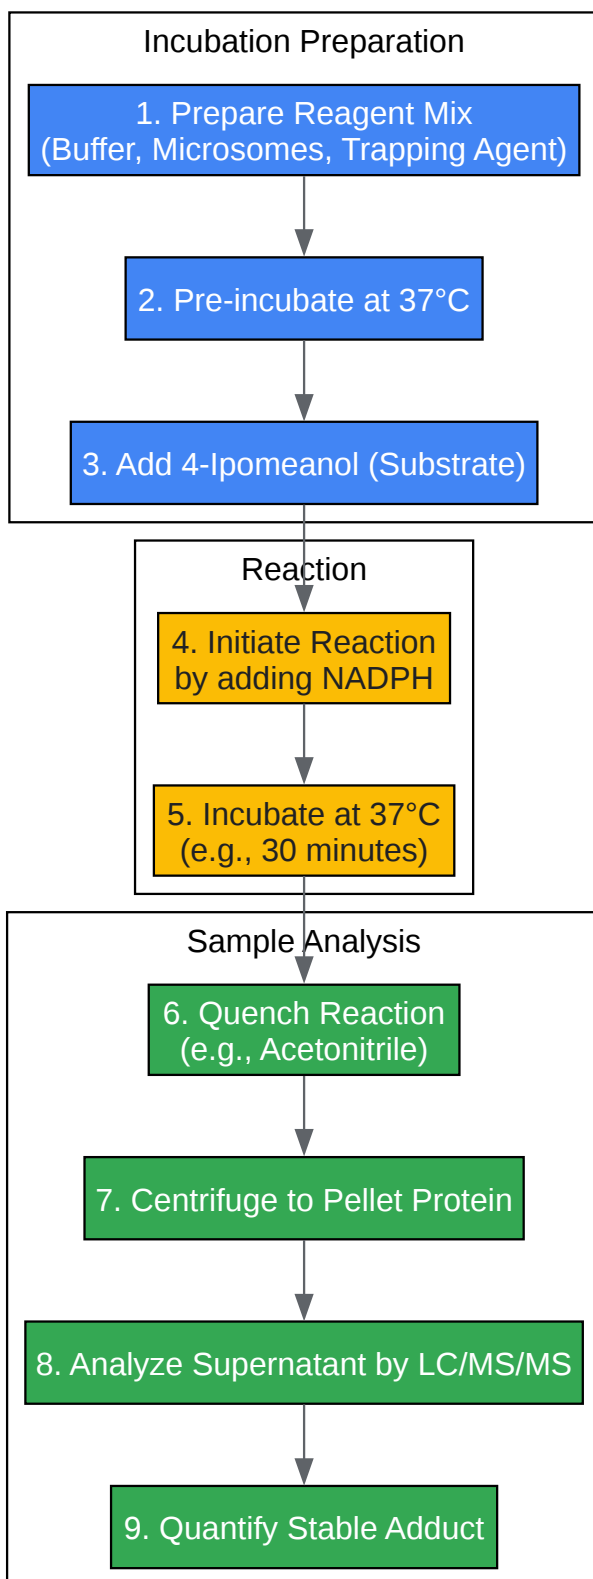 Incubation Preparation
1. Prepare Reagent Mix
(Buffer, Microsomes, Trapping Agent)
2. Pre-incubate at 37°C
3. Add 4-Ipomeanol (Substrate)
Reaction
4. Initiate Reaction
by adding NADPH
5. Incubate at 37°C
(e.g., 30 minutes)
Sample Analysis
6. Quench Reaction
(e.g., Acetonitrile)
7. Centrifuge to Pellet Protein
8. Analyze Supernatant by LC/MS/MS
9. Quantify Stable Adduct